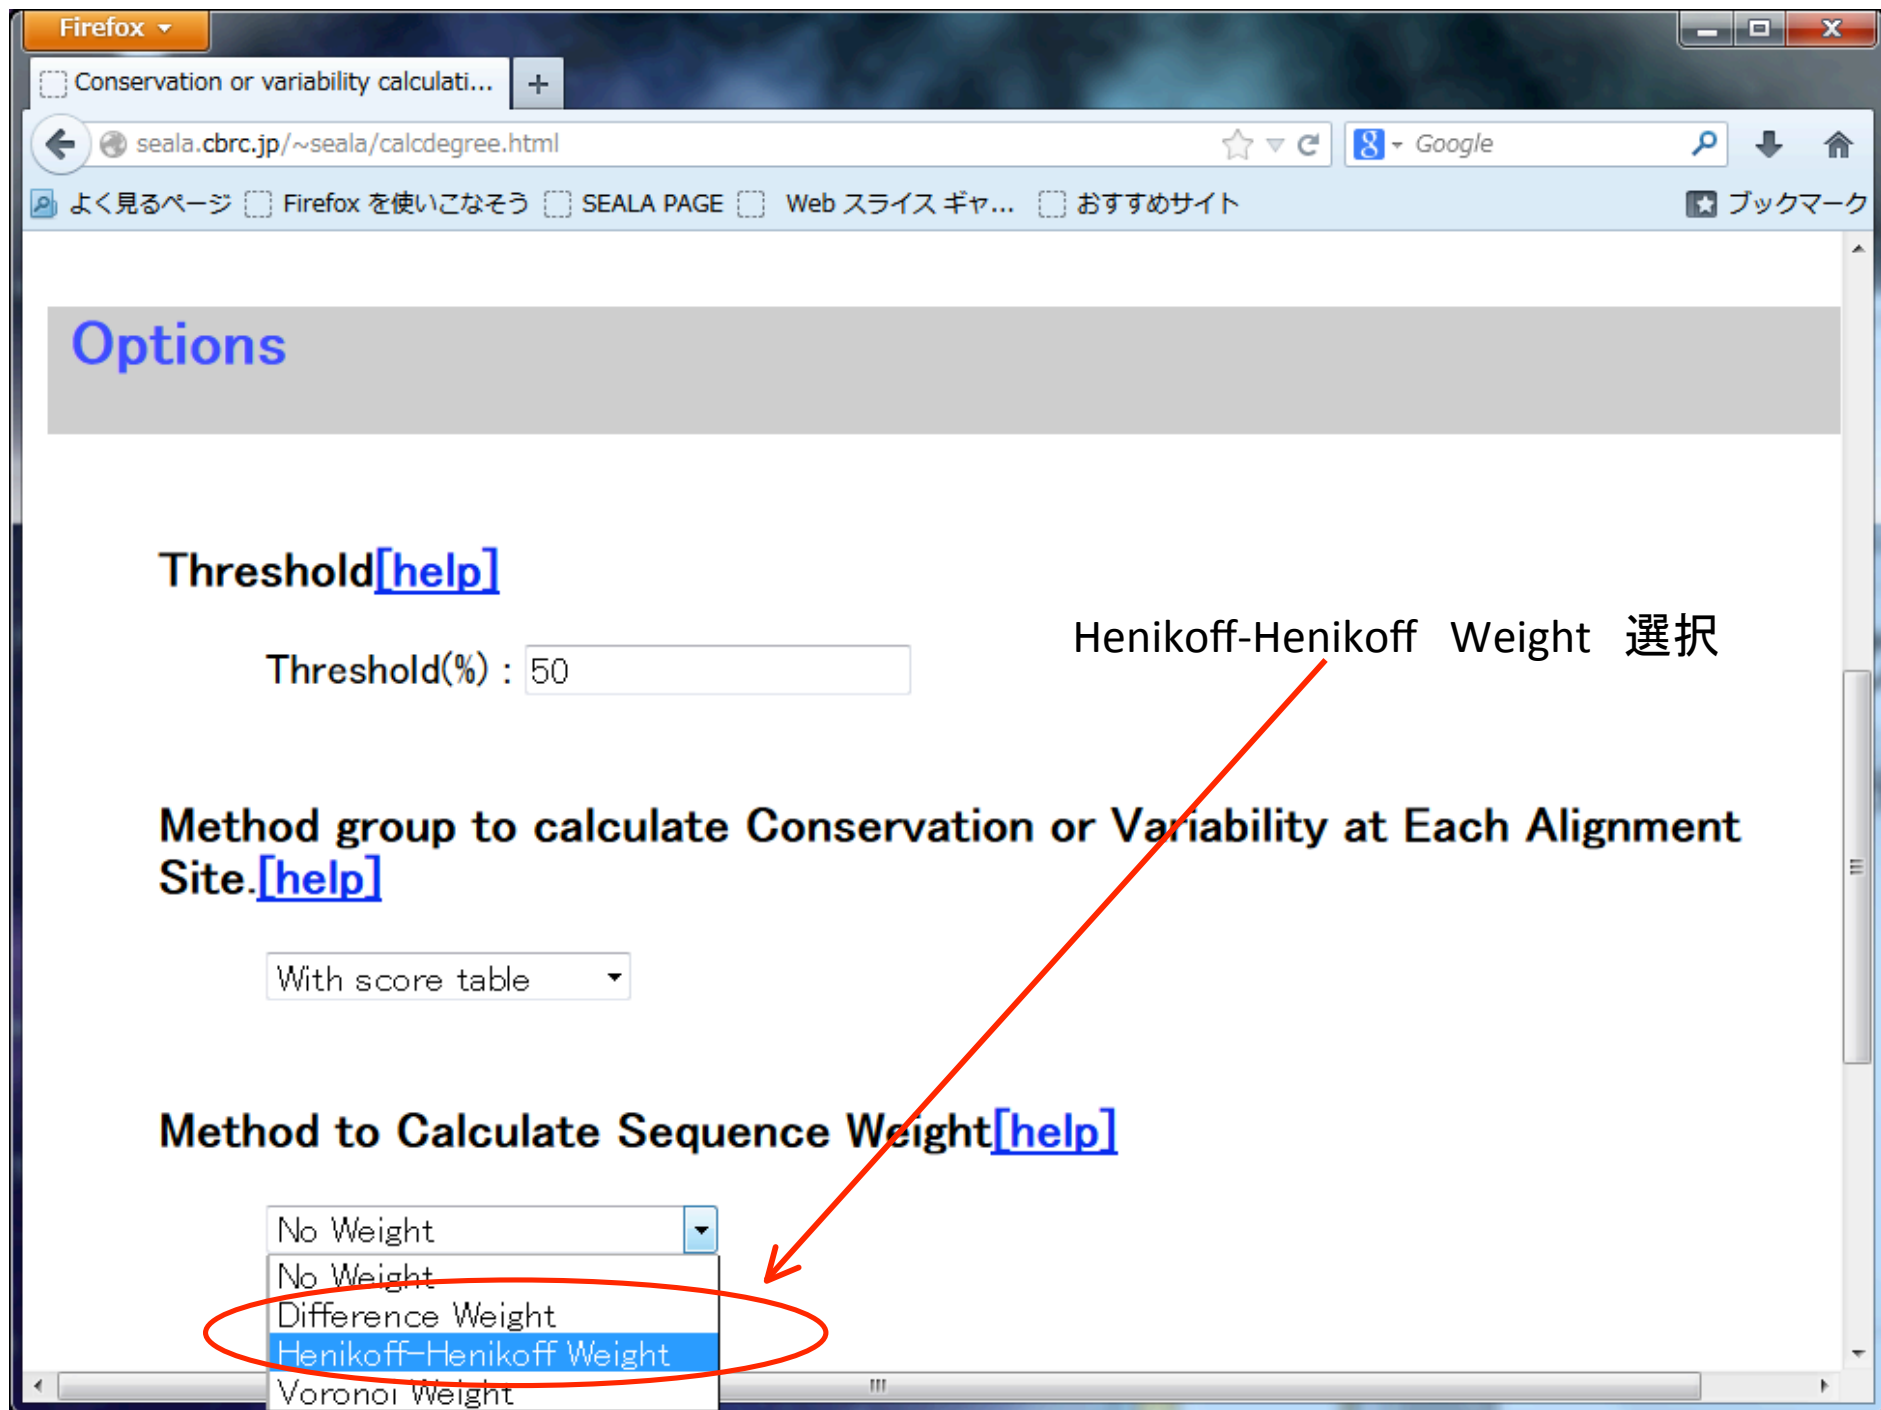 Firefox
Conservation or variability calculati...
+
seala.cbrc.jp/~seala/calcdegree.html
8
Google
よく見るページ Firefox を使いこなそう SEALA PAGE Web スライス ギャ... おすすめサイト ブックマーク
Options
Threshold[help]
Henikoff-Henikoff Weight 選択
Threshold(%) : 50
Method group to calculate Conservation or Variability at Each Alignment
Site.[help]
With score table
Method to Calculate Sequence Weight[help]
No Weight
No Weight
Difference Weight
Henikoff-Henikoff Weight
Voronoi Weight